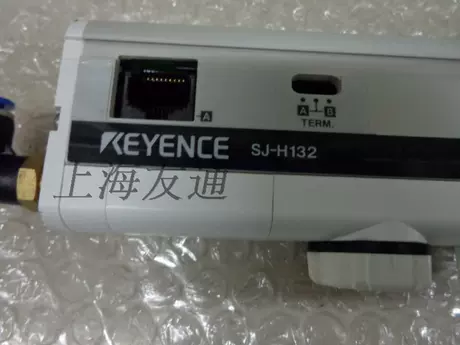 A
A B
TERM.
KEYENCE SJ-H132
上海友通